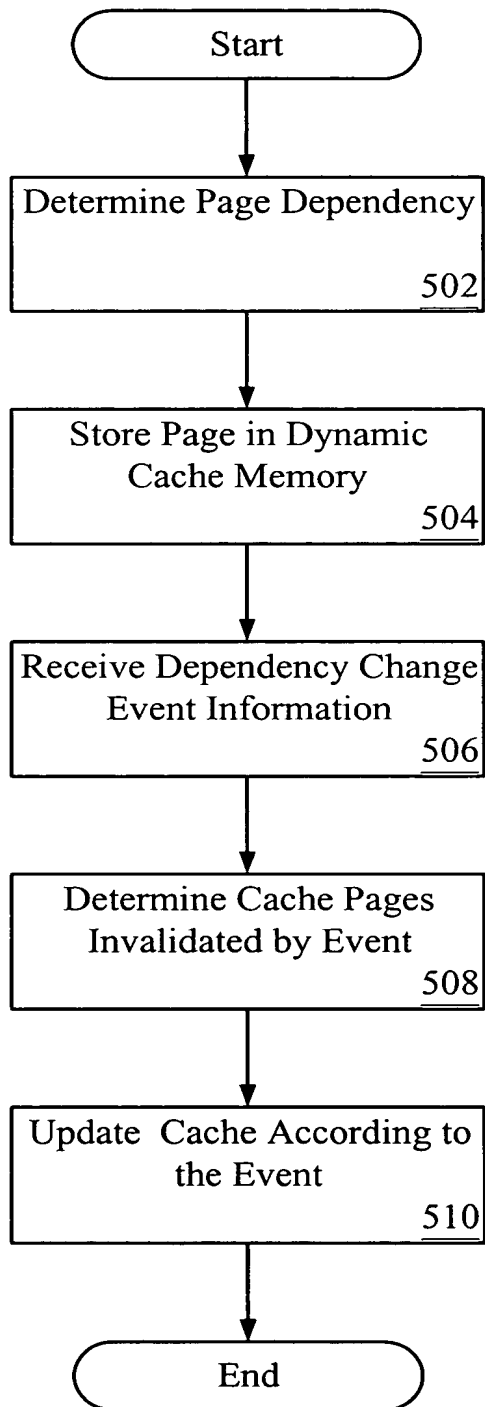 Start
Determine Page Dependency
502
Store Page in Dynamic
Cache Memory
504
Receive Dependency Change
Event Information
506
Determine Cache Pages
Invalidated by Event
508
Update Cache According to
the Event
510
End